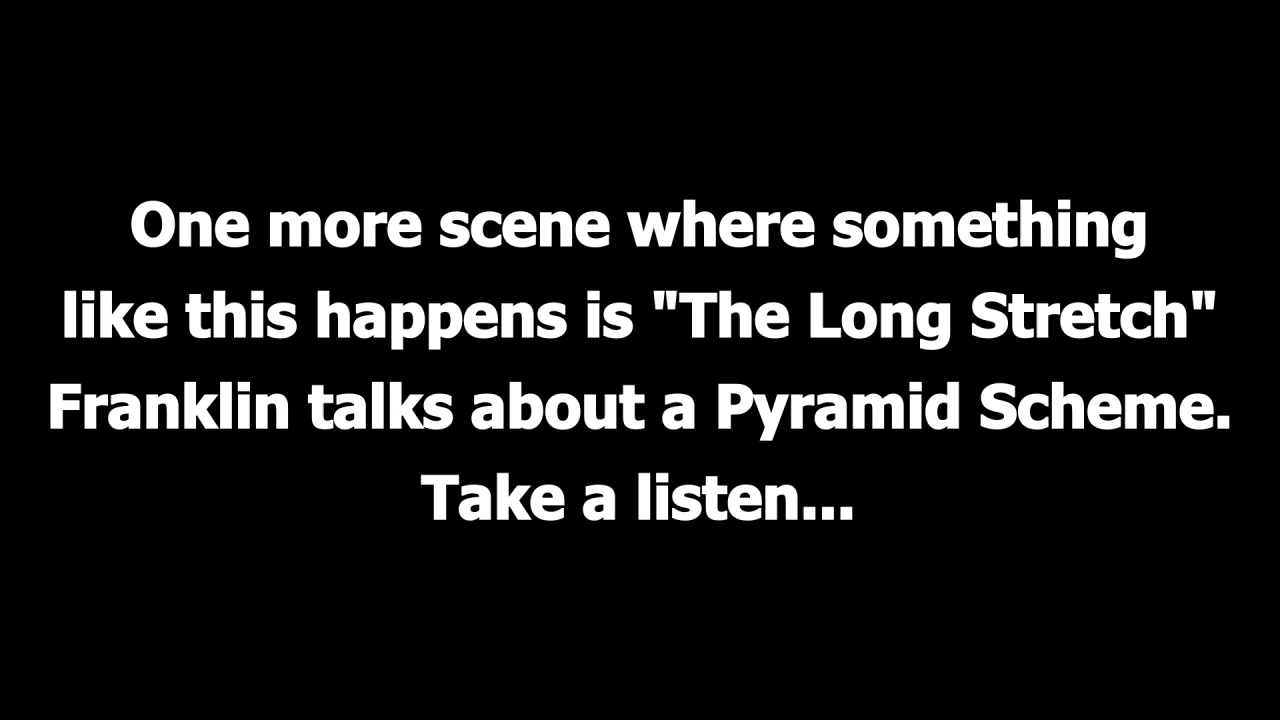 One more scene where something
like this happens is "The Long Stretch"
Franklin talks about a Pyramid Scheme.
Take a listen...